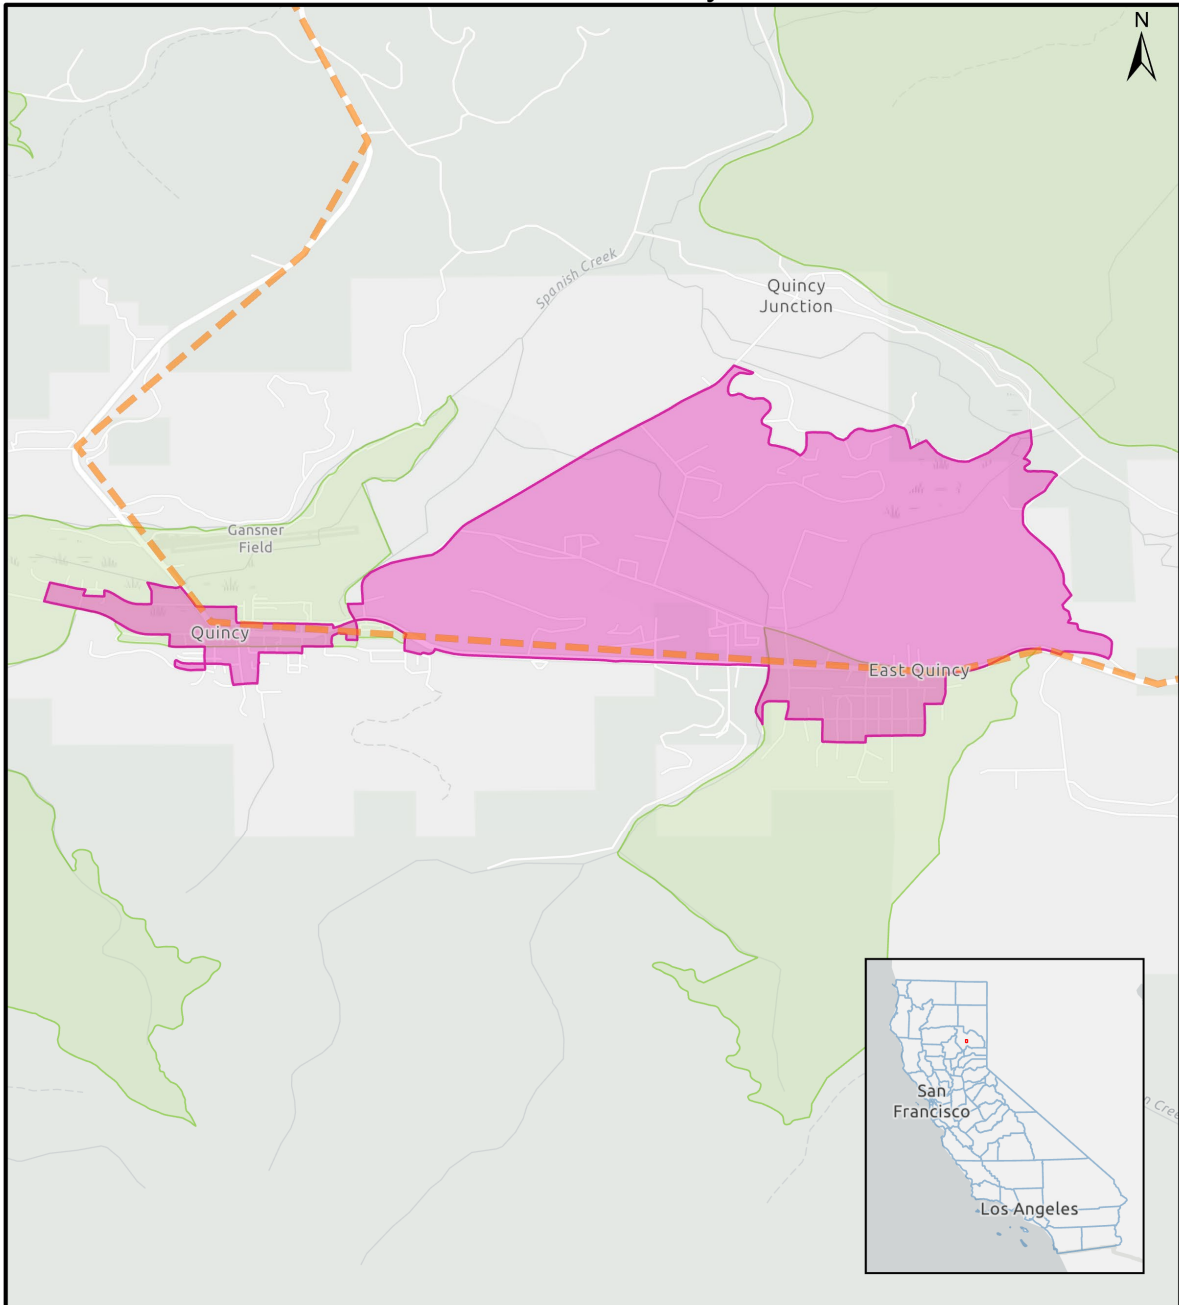 N
Spanish Creek
Quincy
Junction
Gansner
Field
Quincy
East Quincy
San
Francisco
Los Angeles